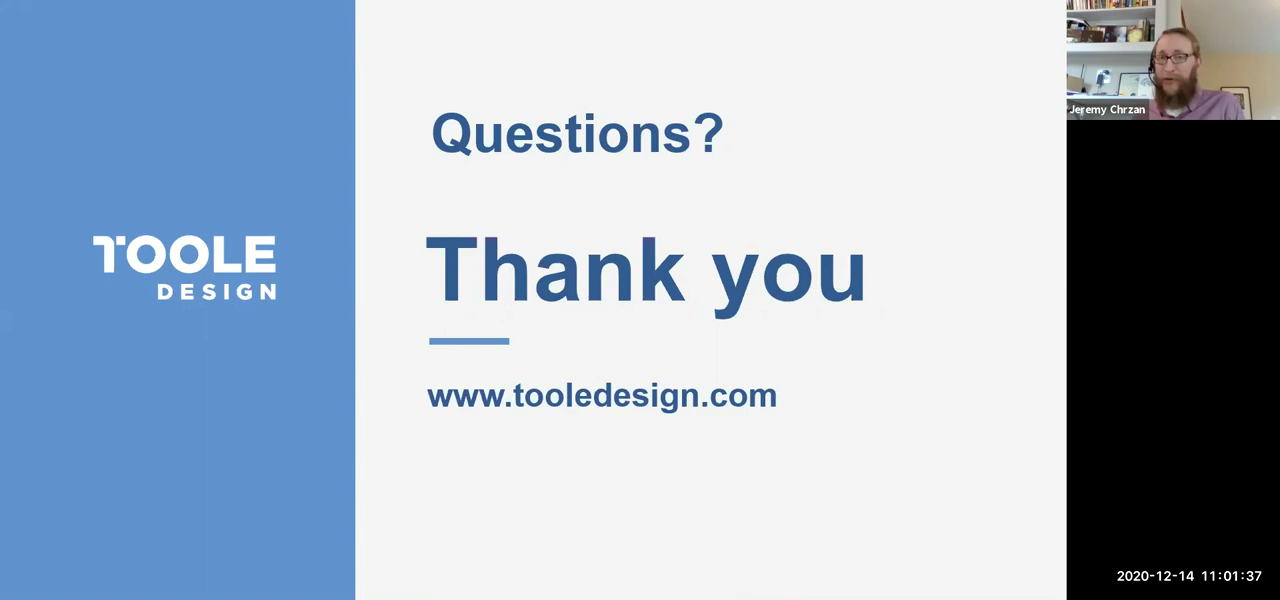 TOOLE
DESIGN
Questions?
Thank you
www.tooledesign.com
Jeremy Chrzan
2020-12-14 11:01:37